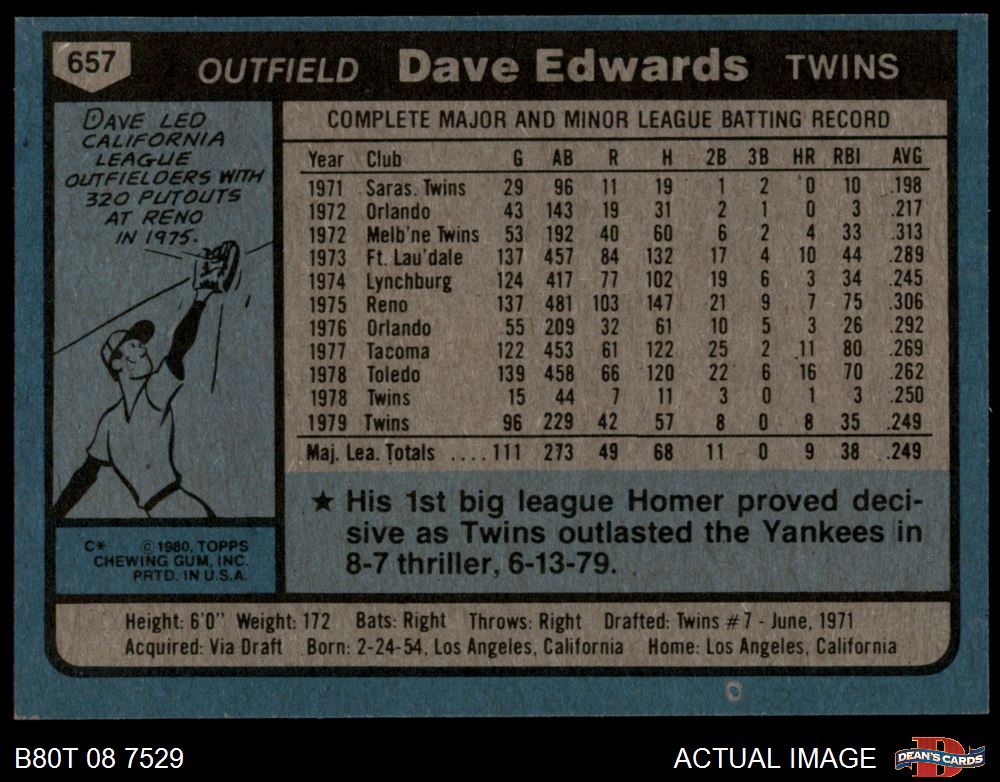 657
OUTFIELD Dave Edwards TWINS
DAVE LED
CALIFORNIA
LEAGUE
OUTFIELDERS WITH
320 PUTOUTS
AT RENO
IN 1975.
COMPLETE MAJOR AND MINOR LEAGUE BATTING RECORD
Year Club G AB R H 2B 3B HR RBI AVG
1971 Saras. Twins 29 96 11 19 1 2 0 10 .198
1972 Orlando 43 143 19 31 2 1 0 3 .217
1972 Melb'ne Twins 53 192 40 60 6 2 4 33 .313
1973 Ft. Lau'dale 137 457 84 132 17 4 10 44 .289
1974 Lynchburg 124 417 77 102 19 6 3 34 .245
1975 Reno 137 481 103 147 21 9 7 75 .306
1976 Orlando 55 209 32 61 10 5 3 26 .292
1977 Tacoma 122 453 61 122 25 2 11 80 .269
1978 Toledo 139 458 66 120 22 6 16 70 .262
1978 Twins 15 44 7 11 3 0 1 3 .250
1979 Twins 96 229 42 57 8 0 8 35 .249
Maj. Lea. Totals ....111 273 49 68 11 0 9 38 .249
★ His 1st big league Homer proved deci-
sive as Twins outlasted the Yankees in
8-7 thriller, 6-13-79.
C* © 1980, TOPPS
CHEWING GUM, INC.
PRTD. IN U.S.A.
Height: 6'0" Weight: 172 Bats: Right Throws: Right Drafted: Twins #7 - June, 1971
Acquired: Via Draft Born: 2-24-54, Los Angeles, California Home: Los Angeles, California
B80T 08 7529
ACTUAL IMAGE
D
DEAN'S CARDS